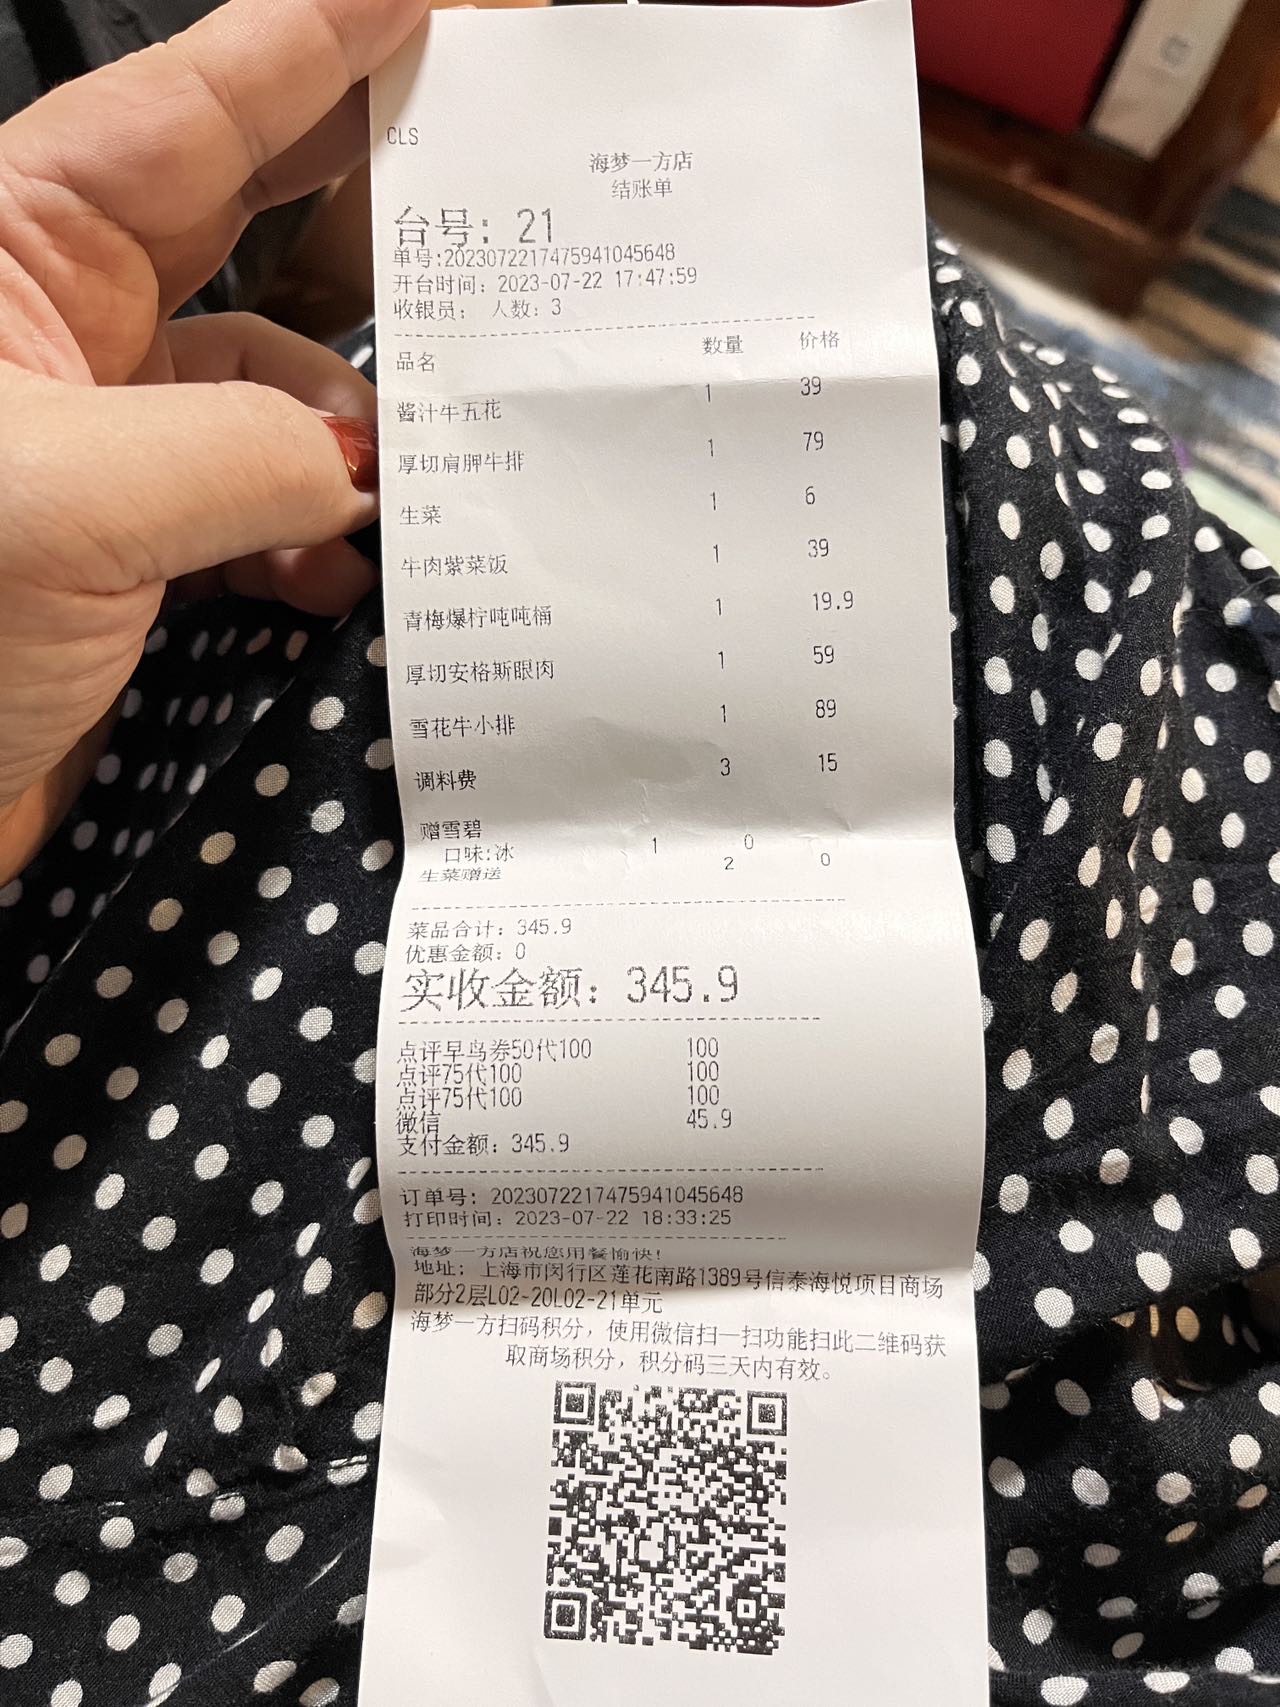 CLS
海梦一方店
结账单
台号: 21
单号:2023072217475941045648
开台时间: 2023-07-22 17:47:59
收银员: 人数: 3
品名 数量 价格
酱汁牛五花 1 39
厚切肩胛牛排 1 79
生菜 1 6
牛肉紫菜饭 1 39
青梅爆柠吨吨桶 1 19.9
厚切安格斯眼肉 1 59
雪花牛小排 1 89
调料费 3 15
赠雪碧 1 0
口味:冰
生菜赠送 2 0
菜品合计: 345.9
优惠金额: 0
实收金额: 345.9
点评早鸟券50代100 100
点评75代100 100
点评75代100 100
微信 45.9
支付金额: 345.9
订单号: 2023072217475941045648
打印时间: 2023-07-22 18:33:25
海梦一方店祝您用餐愉快!
地址: 上海市闵行区莲花南路1389号信泰海悦项目商场
部分2层L02-20L02-21单元
海梦一方扫码积分, 使用微信扫一扫功能扫此二维码获
取商场积分, 积分码三天内有效。